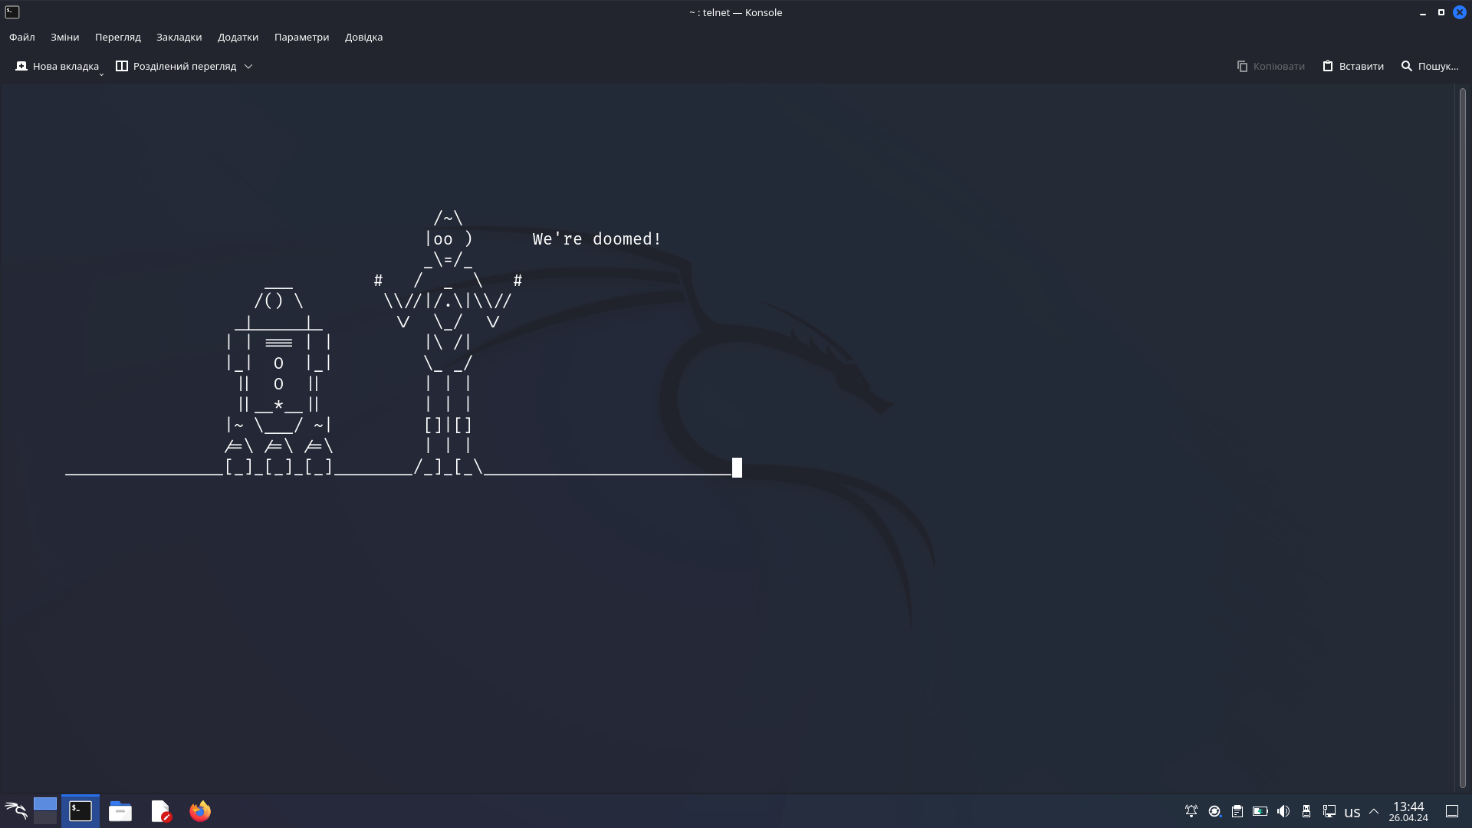 ~ : telnet — Konsole
Файл Зміни Перегляд Закладки Додатки Параметри Довідка
Нова вкладка Розділений перегляд Копіювати Вставити Пошук...
We're doomed!
us 13:44
26.04.24